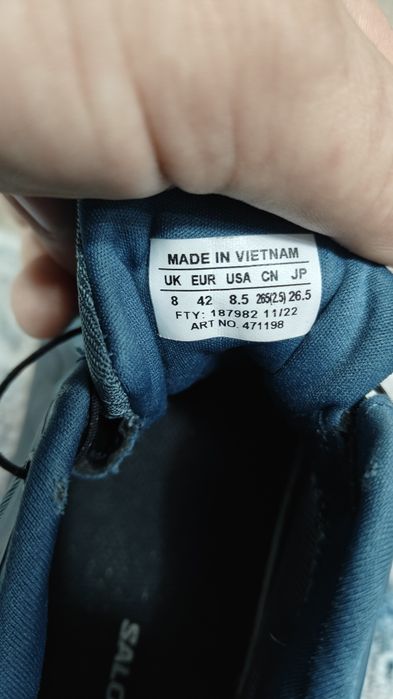 MADE IN VIETNAM
UK EUR USA CN JP
8 42 8.5 265(2.5) 26.5
FTY: 187982 11/22
ART NO. 471198
SALO